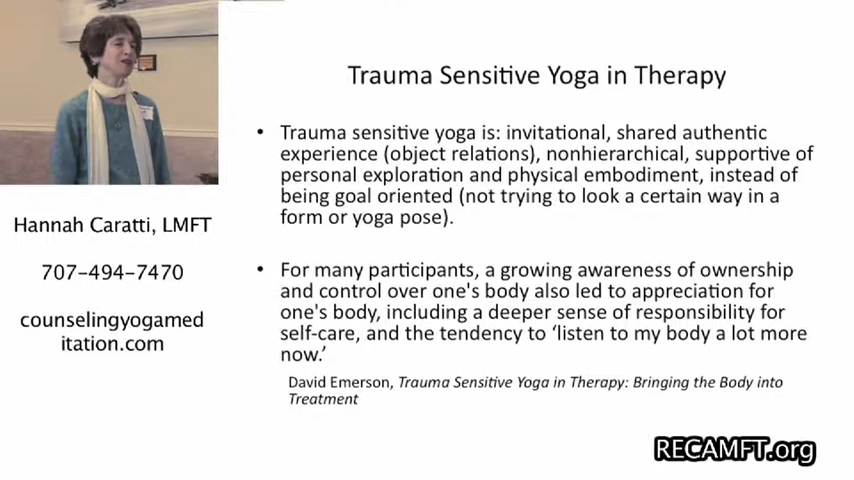 Trauma Sensitive Yoga in Therapy
• Trauma sensitive yoga is: invitational, shared authentic
experience (object relations), nonhierarchical, supportive of
personal exploration and physical embodiment, instead of
being goal oriented (not trying to look a certain way in a
form or yoga pose).
• For many participants, a growing awareness of ownership
and control over one's body also led to appreciation for
one's body, including a deeper sense of responsibility for
self-care, and the tendency to ‘listen to my body a lot more
now.’
David Emerson, Trauma Sensitive Yoga in Therapy: Bringing the Body into
Treatment
Hannah Caratti, LMFT
707-494-7470
counselingyogamed
itation.com
RECAMFT.org